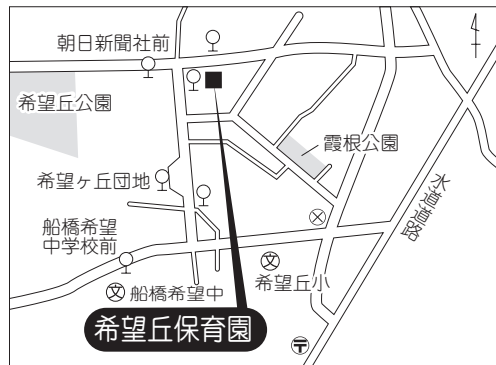 朝日新聞社前
希望丘公園
霞根公園
希望ヶ丘団地
水道道路
船橋希望
中学校前
文 船橋希望中
文
希望丘小
希望丘保育園